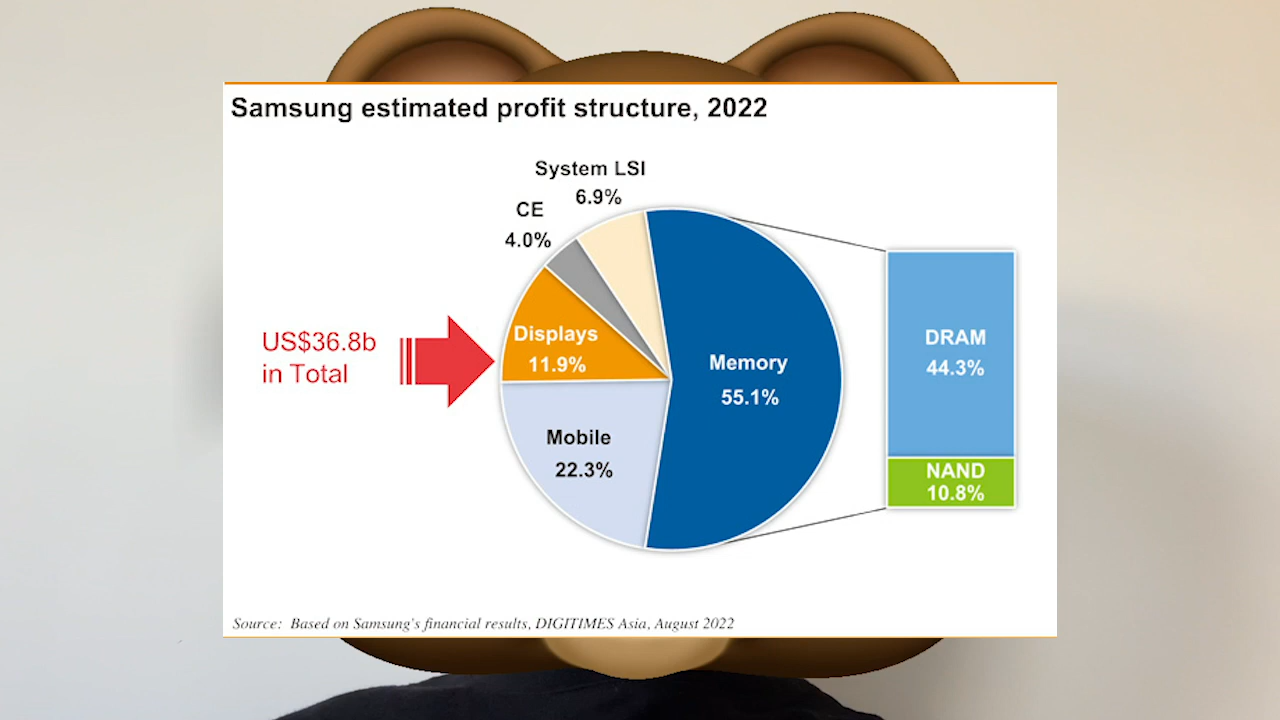 Samsung estimated profit structure, 2022
System LSI
6.9%
CE
4.0%
US$36.8b
in Total
Displays
11.9%
Memory
55.1%
Mobile
22.3%
DRAM
44.3%
NAND
10.8%
Source: Based on Samsung's financial results, DIGITIMES Asia, August 2022